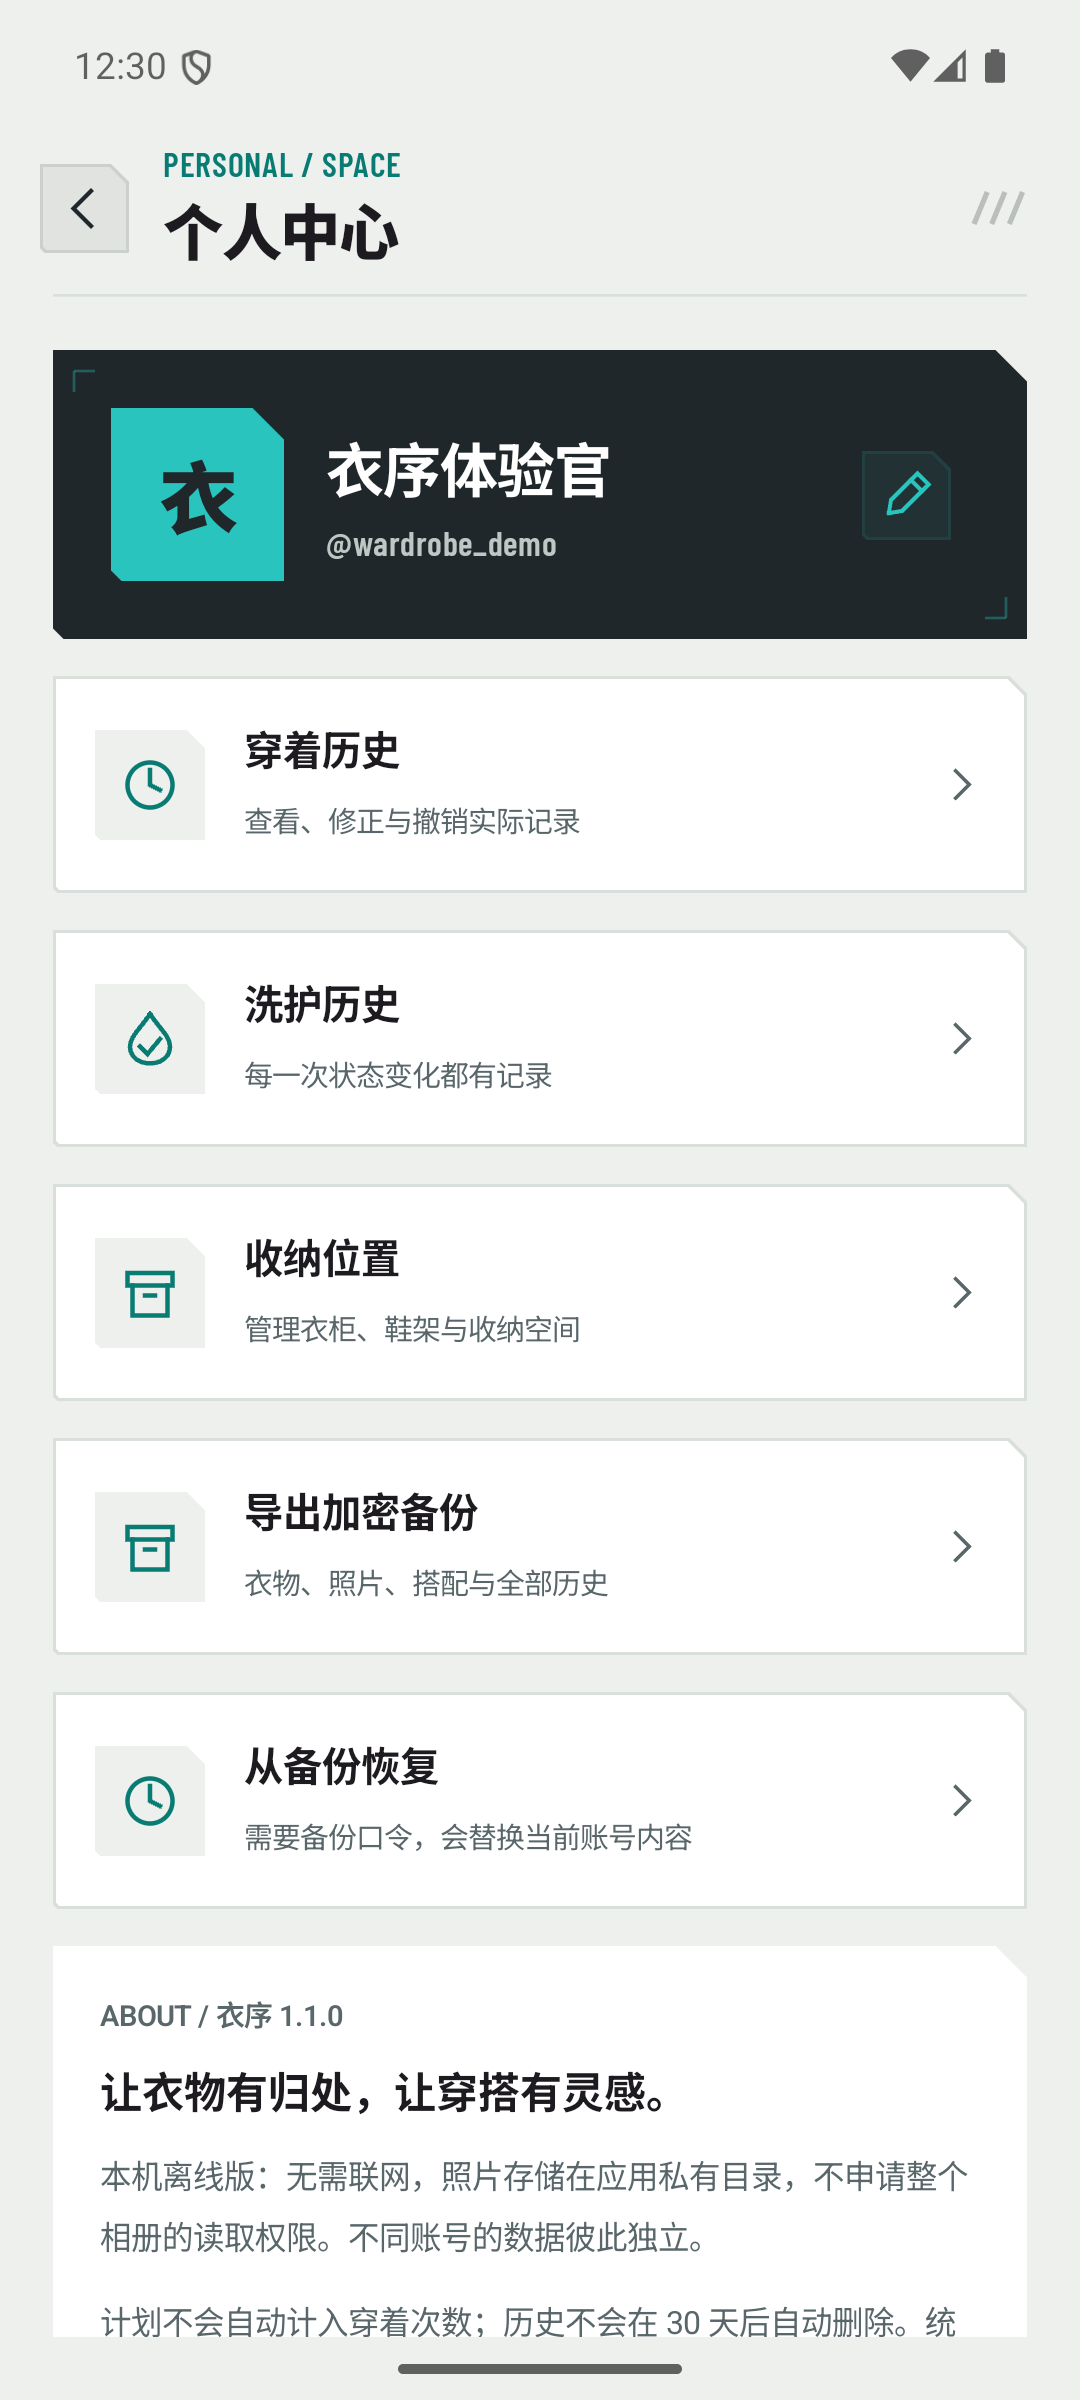 12:30
PERSONAL / SPACE
个人中心
衣
衣序体验官
@wardrobe_demo
穿着历史
查看、修正与撤销实际记录
洗护历史
每一次状态变化都有记录
收纳位置
管理衣柜、鞋架与收纳空间
导出加密备份
衣物、照片、搭配与全部历史
从备份恢复
需要备份口令，会替换当前账号内容
ABOUT / 衣序 1.1.0
让衣物有归处，让穿搭有灵感。
本机离线版：无需联网，照片存储在应用私有目录，不申请整个
相册的读取权限。不同账号的数据彼此独立。
计划不会自动计入穿着次数；历史不会在 30 天后自动删除。统